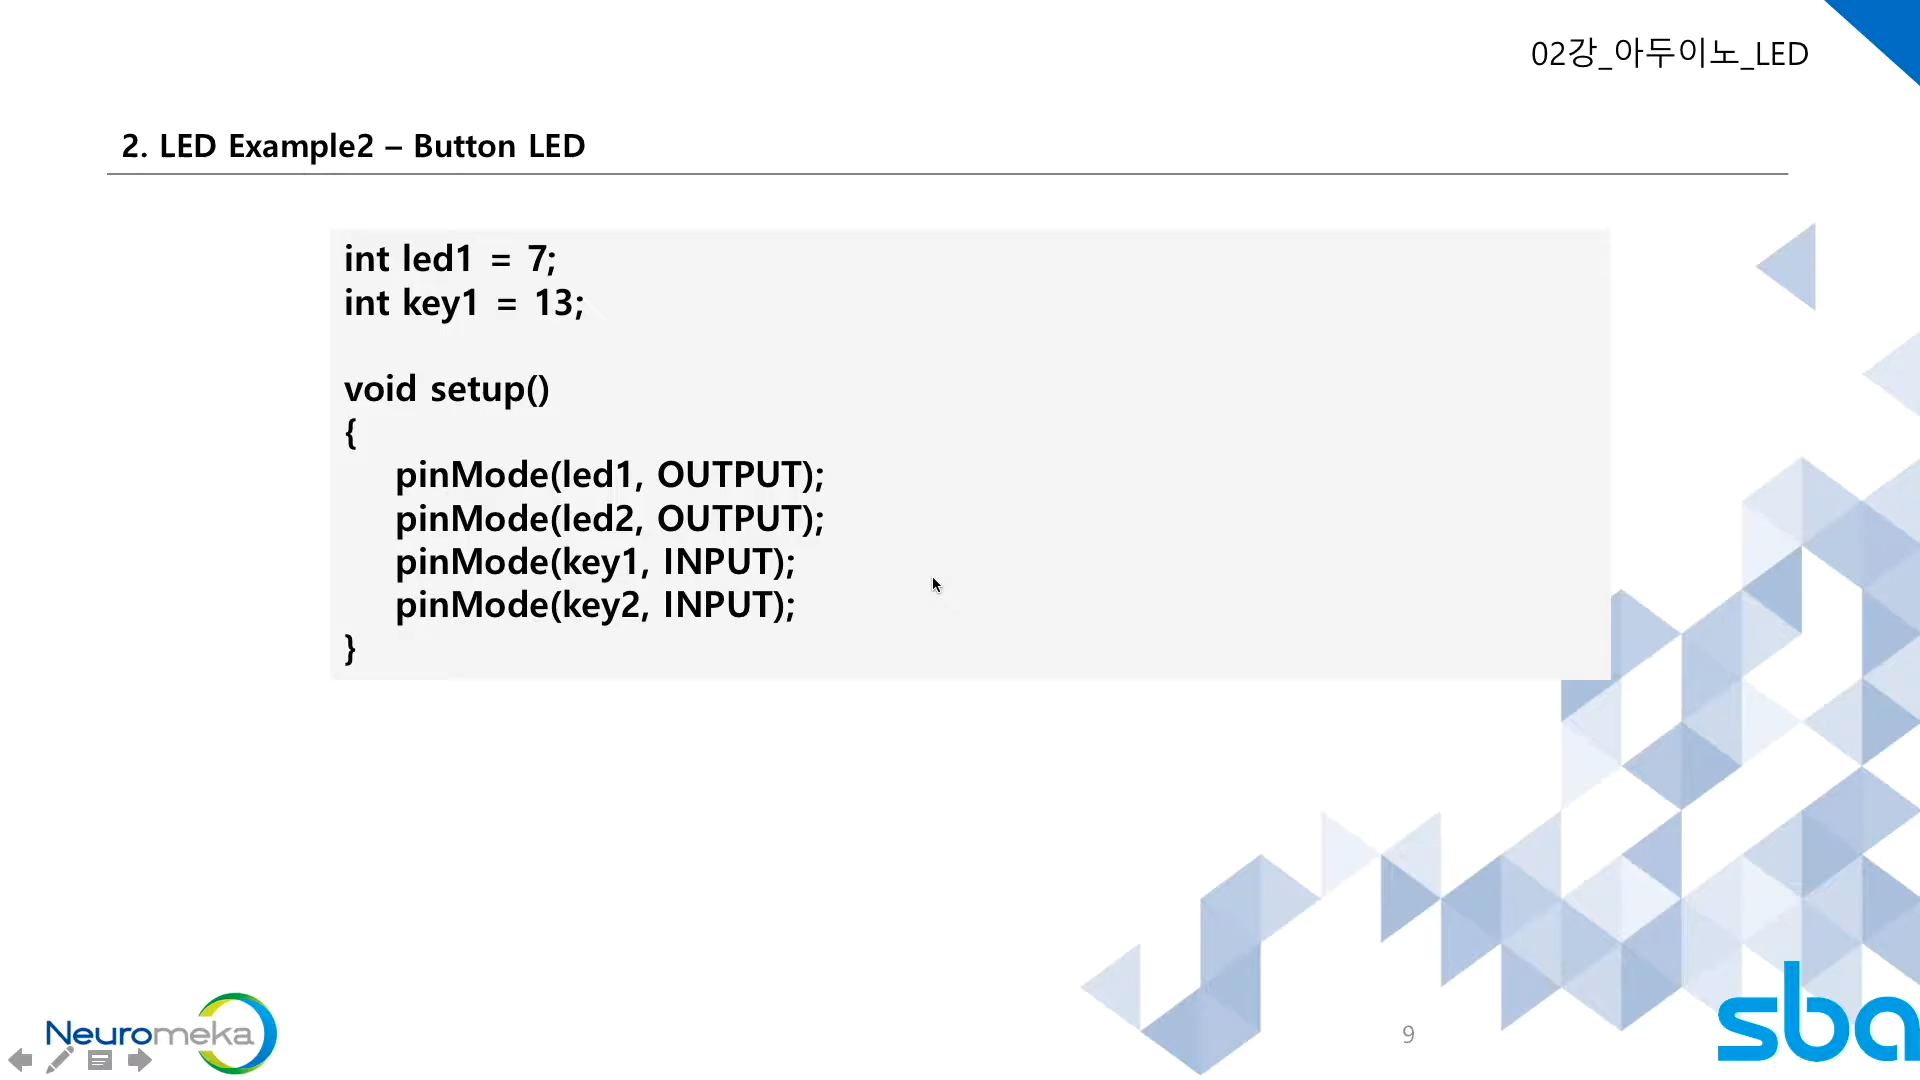 02강_아두이노_LED
2. LED Example2 – Button LED
int led1 = 7;
int key1 = 13;
void setup()
{
pinMode(led1, OUTPUT);
pinMode(led2, OUTPUT);
pinMode(key1, INPUT);
pinMode(key2, INPUT);
}
Neuromeka
9
sba